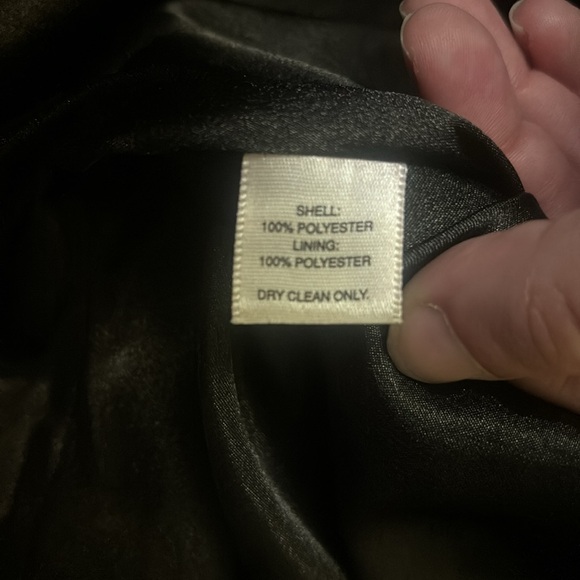 SHELL:
100% POLYESTER
LINING:
100% POLYESTER
DRY CLEAN ONLY.